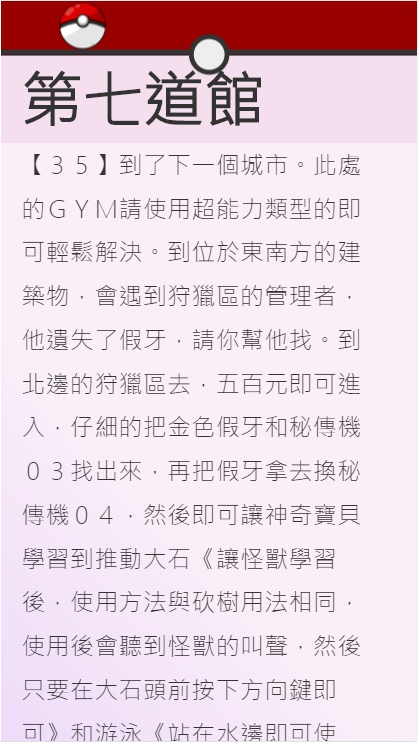 第七道館
【３５】到了下一個城市。此處
的ＧＹＭ請使用超能力類型的即
可輕鬆解決。到位於東南方的建
築物，會遇到狩獵區的管理者，
他遺失了假牙，請你幫他找。到
北邊的狩獵區去，五百元即可進
入，仔細的把金色假牙和秘傳機
０３找出來，再把假牙拿去換秘
傳機０４，然後即可讓神奇寶貝
學習到推動大石《讓怪獸學習
後，使用方法與砍樹用法相同，
使用後會聽到怪獸的叫聲，然後
只要在大石頭前按下方向鍵即
可》和游泳《站在水邊即可使